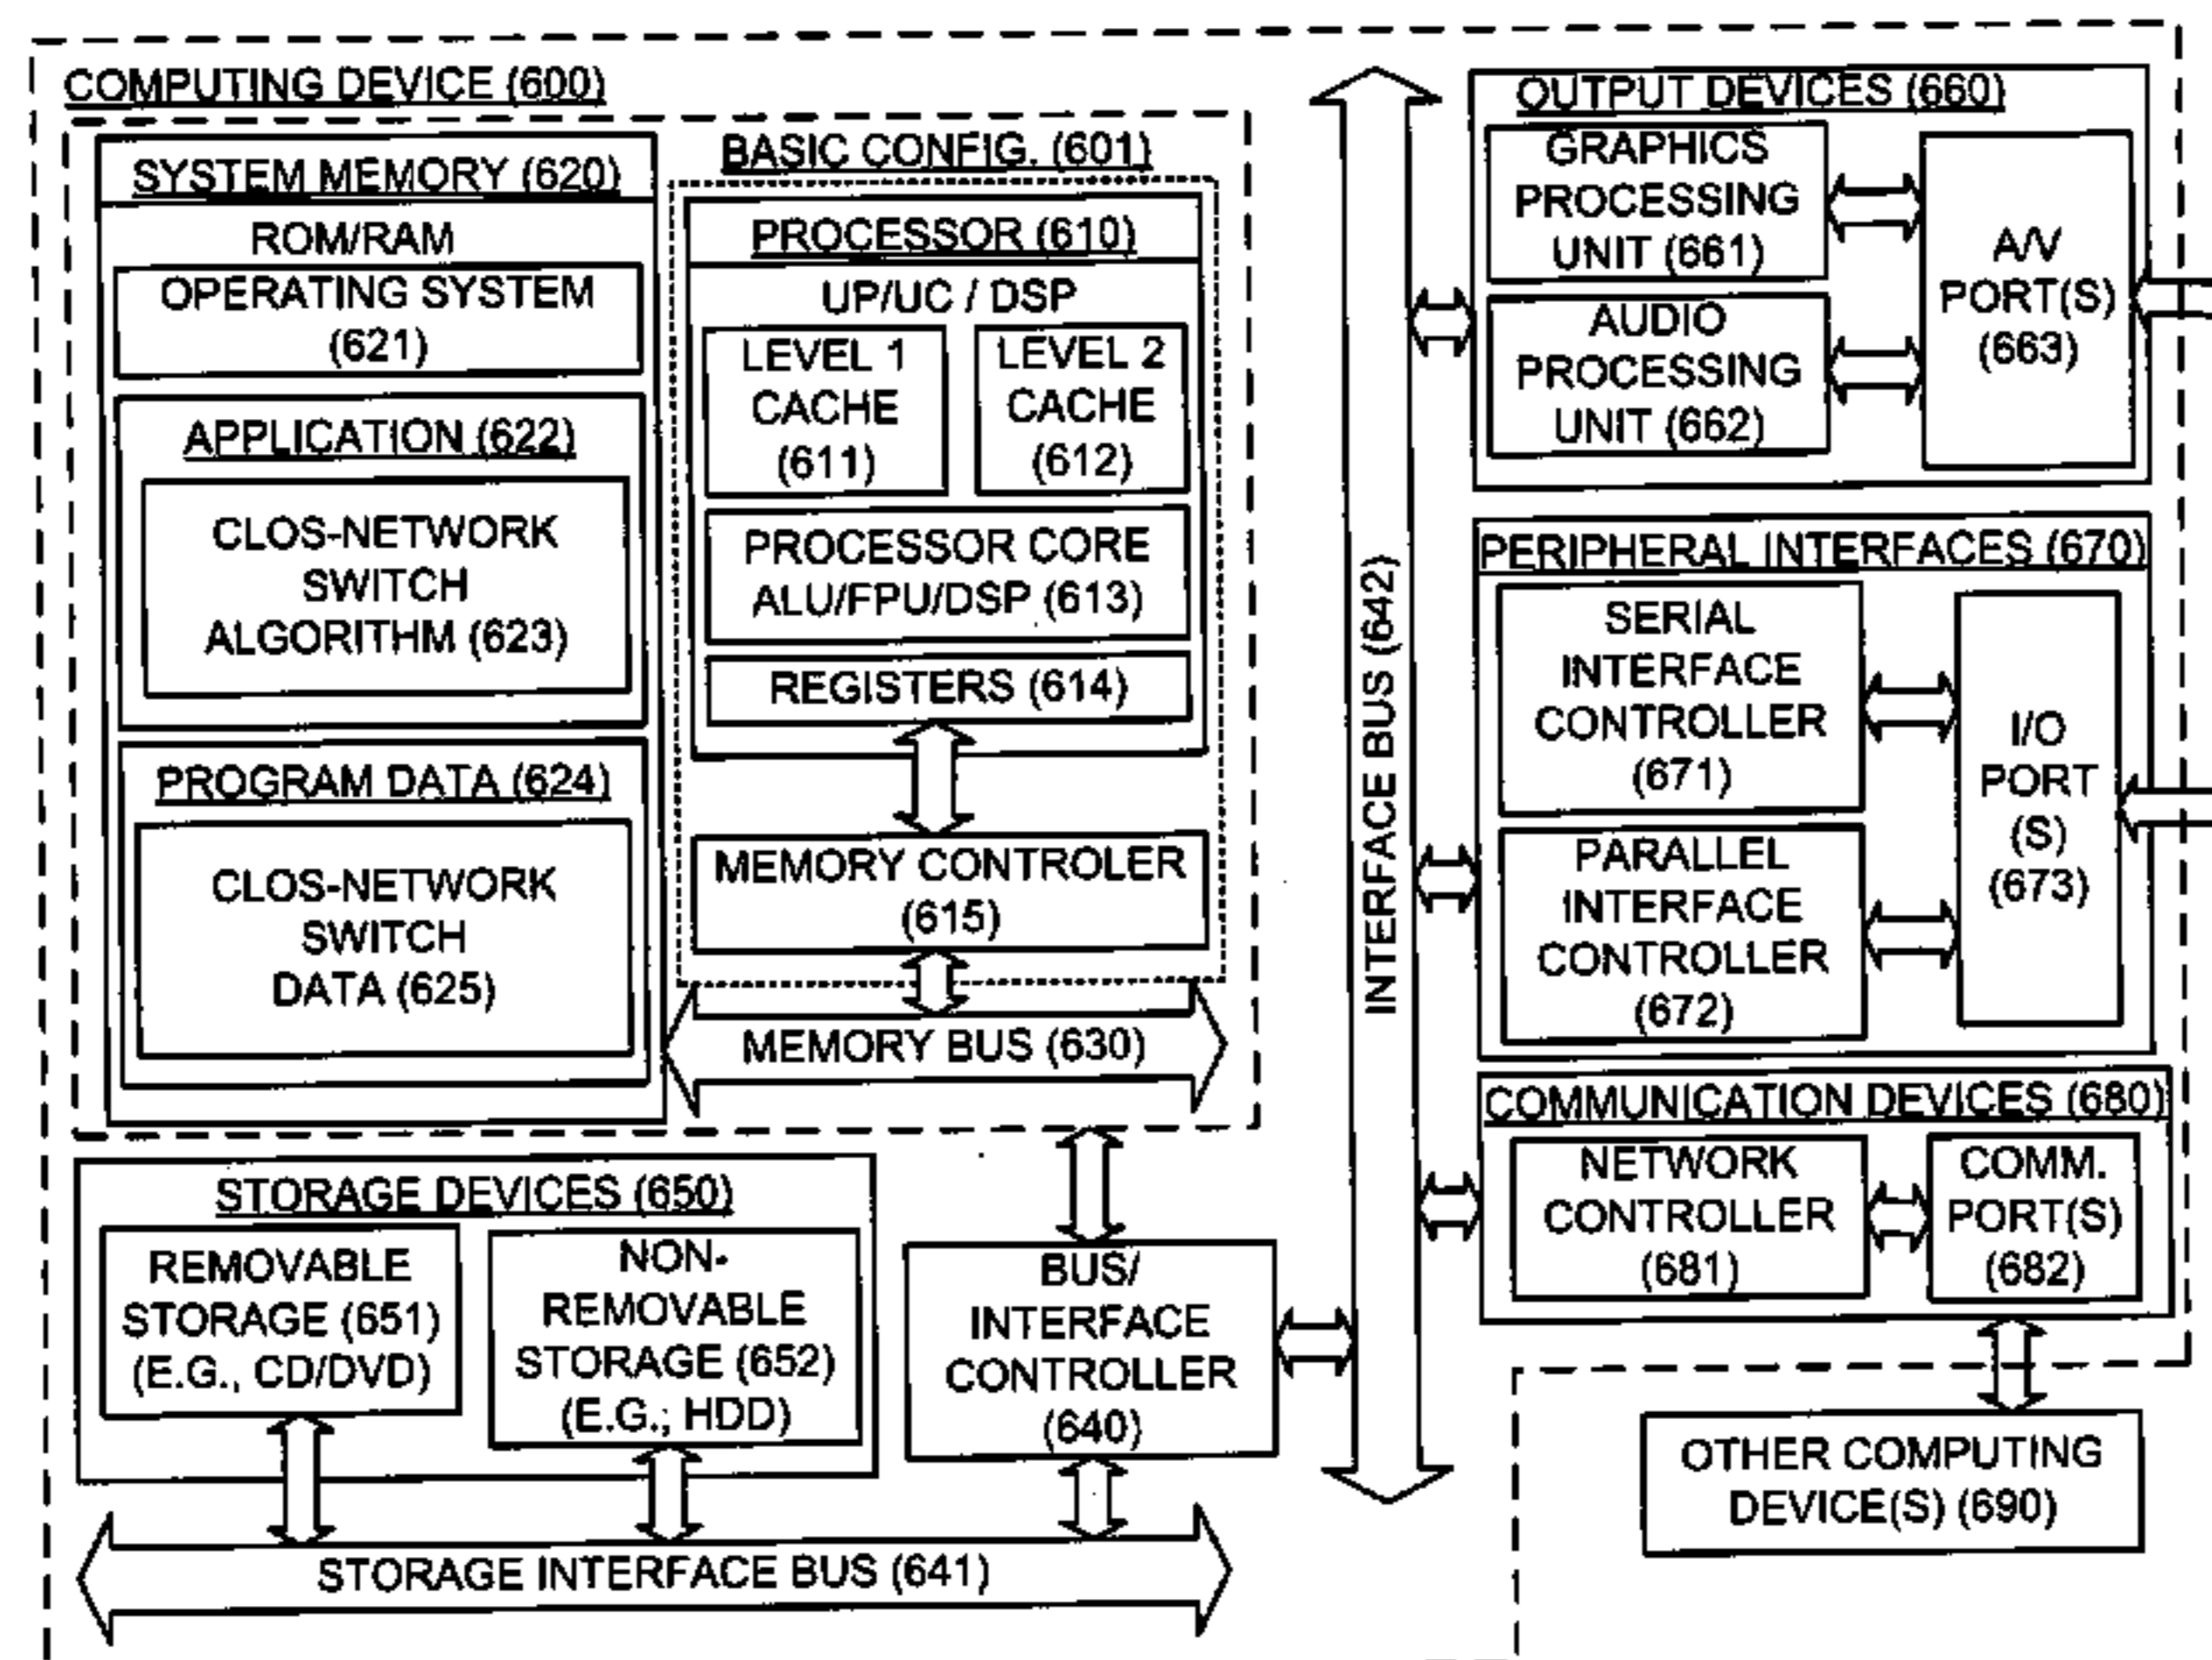 COMPUTING DEVICE (600)
BASIC CONFIG. (601)
SYSTEM MEMORY (620)
ROM/RAM
OPERATING SYSTEM
(621)
APPLICATION (622)
CLOS-NETWORK
SWITCH
ALGORITHM (623)
PROGRAM DATA (624)
CLOS-NETWORK
SWITCH
DATA (625)
PROCESSOR (610)
UP/UC / DSP
LEVEL 1
CACHE
(611)
LEVEL 2
CACHE
(612)
PROCESSOR CORE
ALU/FPU/DSP (613)
REGISTERS (614)
MEMORY CONTROLER
(615)
MEMORY BUS (630)
STORAGE DEVICES (650)
REMOVABLE
STORAGE (651)
(E.G., CD/DVD)
NON-
REMOVABLE
STORAGE (652)
(E.G., HDD)
BUS/
INTERFACE
CONTROLLER
(640)
STORAGE INTERFACE BUS (641)
INTERFACE BUS (642)
OUTPUT DEVICES (660)
GRAPHICS
PROCESSING
UNIT (661)
AUDIO
PROCESSING
UNIT (662)
A/V
PORT(S)
(663)
PERIPHERAL INTERFACES (670)
SERIAL
INTERFACE
CONTROLLER
(671)
PARALLEL
INTERFACE
CONTROLLER
(672)
I/O
PORT
(S)
(673)
COMMUNICATION DEVICES (680)
NETWORK
CONTROLLER
(681)
COMM.
PORT(S)
(682)
OTHER COMPUTING
DEVICE(S) (690)